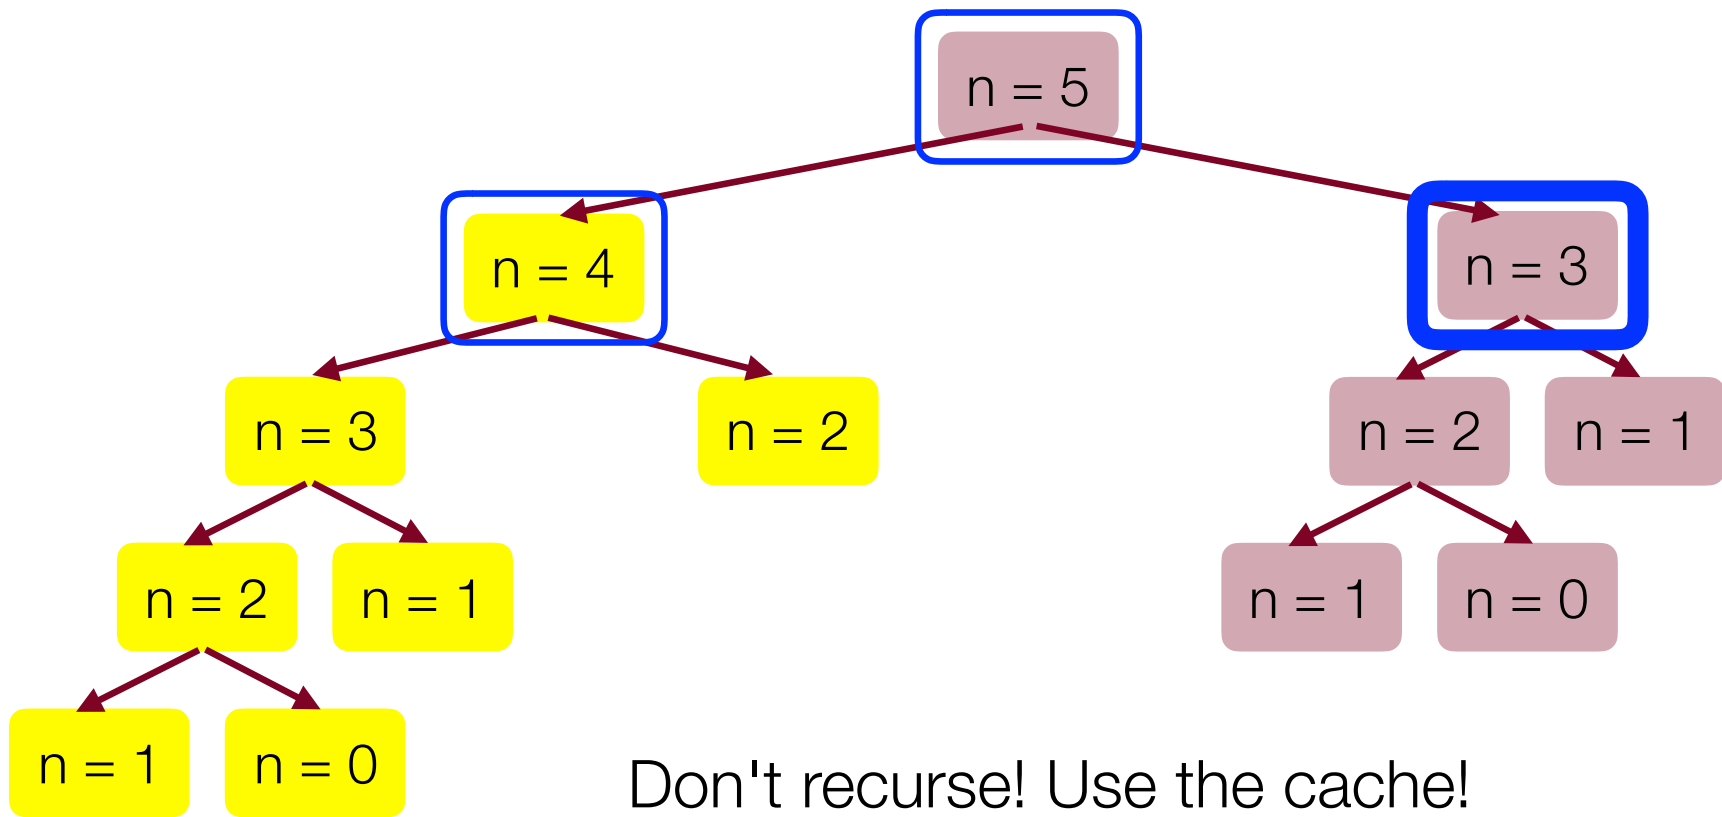 n = 5
n = 4
n = 3
n = 3
n = 2
n = 2
n = 1
n = 2
n = 1
n = 1
n = 0
n = 1
n = 0
Don't recurse! Use the cache!